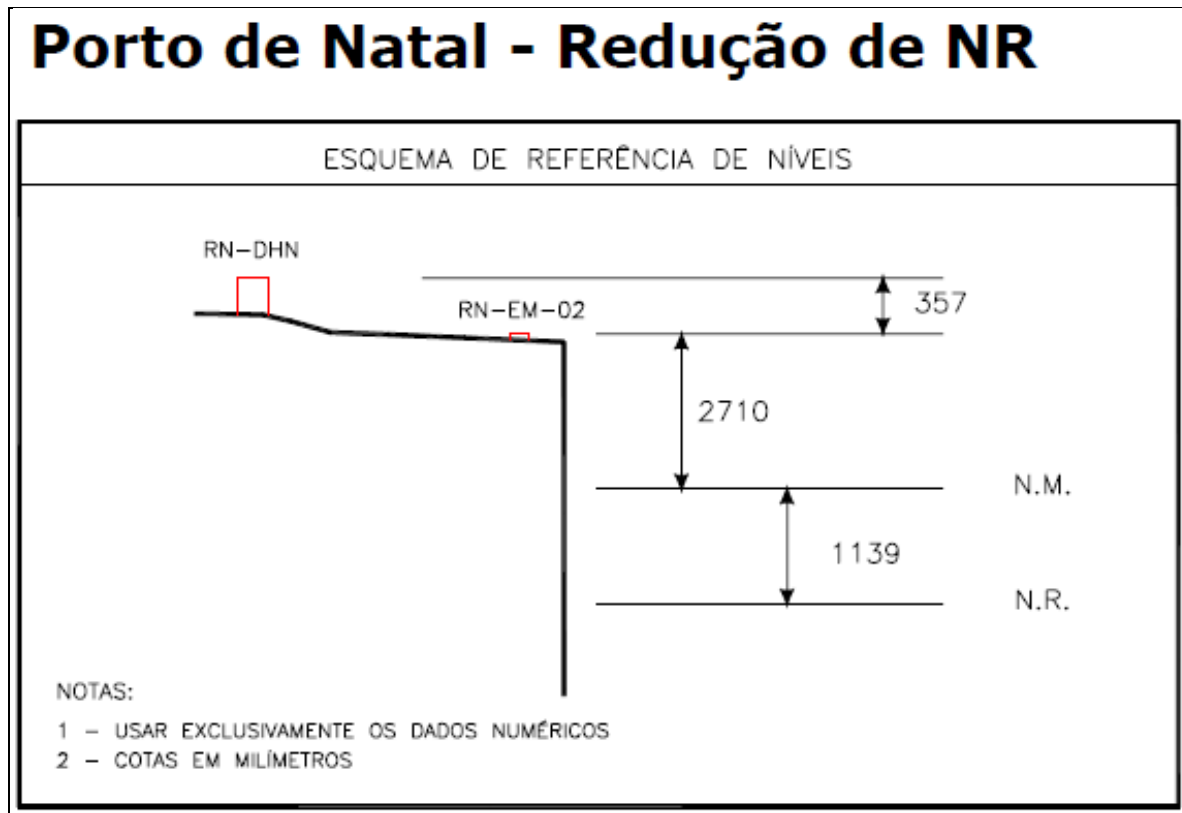 Porto de Natal - Redução de NR
ESQUEMA DE REFERÊNCIA DE NÍVEIS
RN-DHN
RN-EM-02
357
2710
N.M.
1139
N.R.
NOTAS:
1 - USAR EXCLUSIVAMENTE OS DADOS NUMÉRICOS
2 - COTAS EM MILÍMETROS